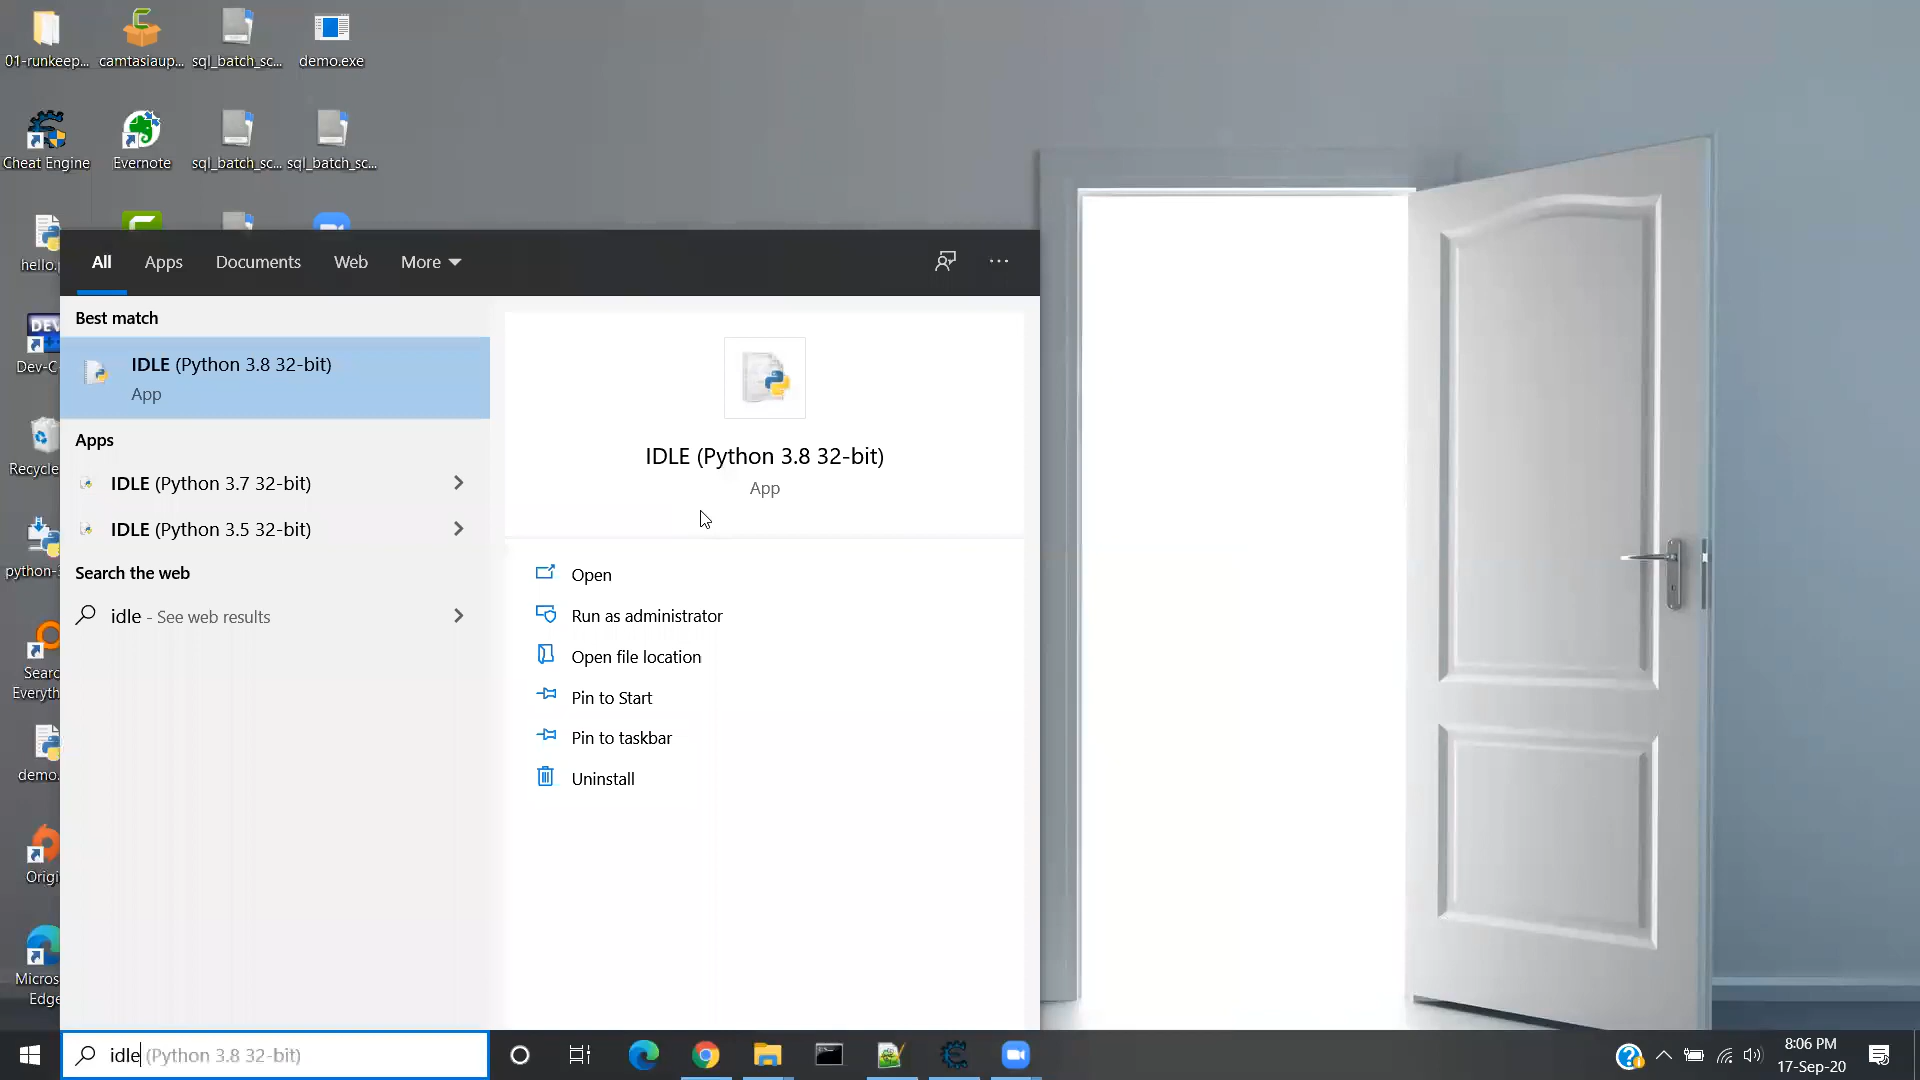 01-runkeep...
camtasiaup...
sql_batch_sc...
demo.exe
Cheat Engine
Evernote
sql_batch_sc...
sql_batch_sc...
hello.
DEV
Dev-C
Recycle
python-3
Searc
Everyth
demo.
Origi
Micros
Edge
All
Apps
Documents
Web
More
Best match
IDLE (Python 3.8 32-bit)
App
Apps
IDLE (Python 3.7 32-bit)
IDLE (Python 3.5 32-bit)
Search the web
idle - See web results
IDLE (Python 3.8 32-bit)
App
Open
Run as administrator
Open file location
Pin to Start
Pin to taskbar
Uninstall
idle (Python 3.8 32-bit)
8:06 PM
17-Sep-20